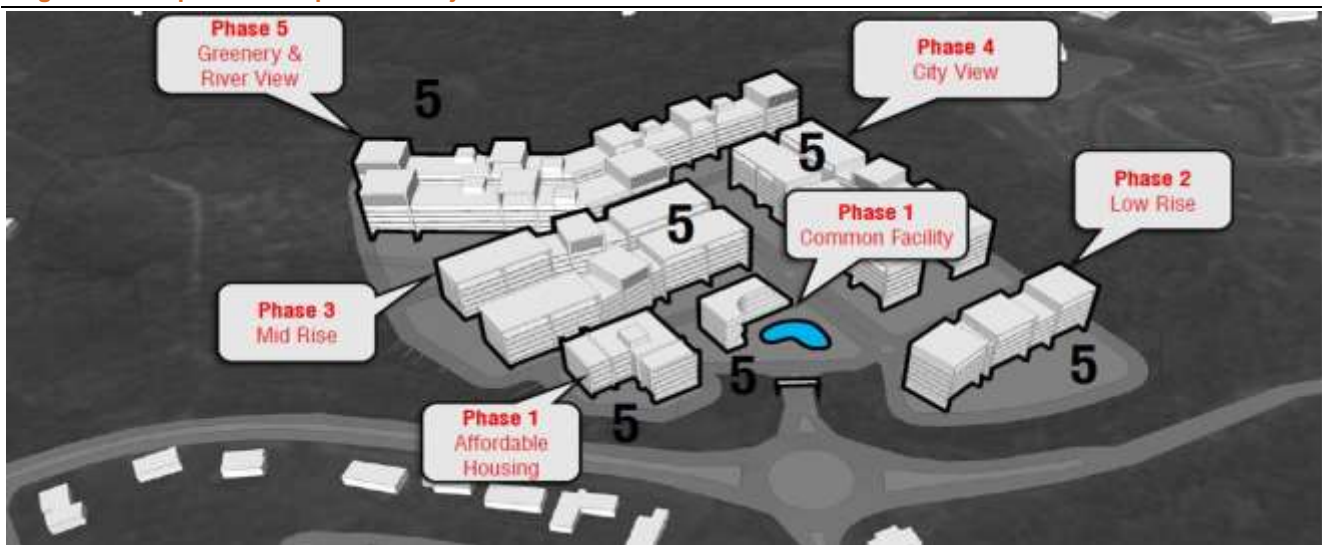 Phase 5
Greenery &
River View
Phase 4
City View
5
5
Phase 2
Low Rise
Phase 1
Common Facility
5
Phase 3
Mid Rise
5
5
Phase 1
Affordable
Housing
5